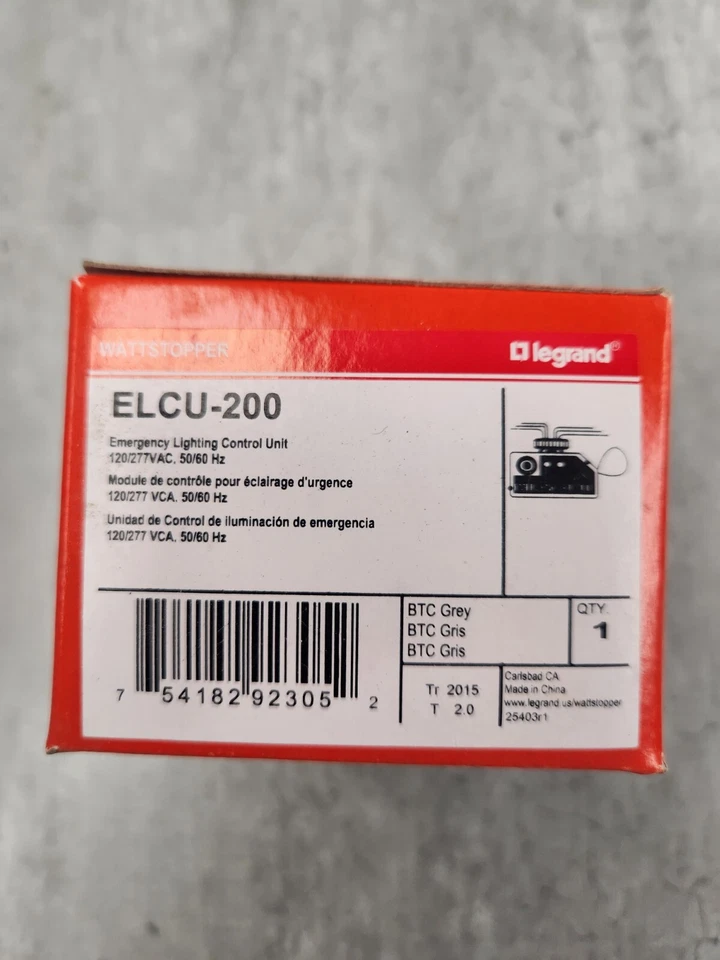 WATTSTOPPER
legrand®
ELCU-200
Emergency Lighting Control Unit
120/277VAC, 50/60 Hz
Module de contrôle pour éclairage d'urgence
120/277 VCA, 50/60 Hz
Unidad de Control de iluminación de emergencia
120/277 VCA, 50/60 Hz
BTC Grey
BTC Gris
BTC Gris
QTY.
1
Tr 2015
T 2.0
Carlsbad CA
Made in China
www.legrand.us/wattstopper
25403r1
7 54182 92305 2